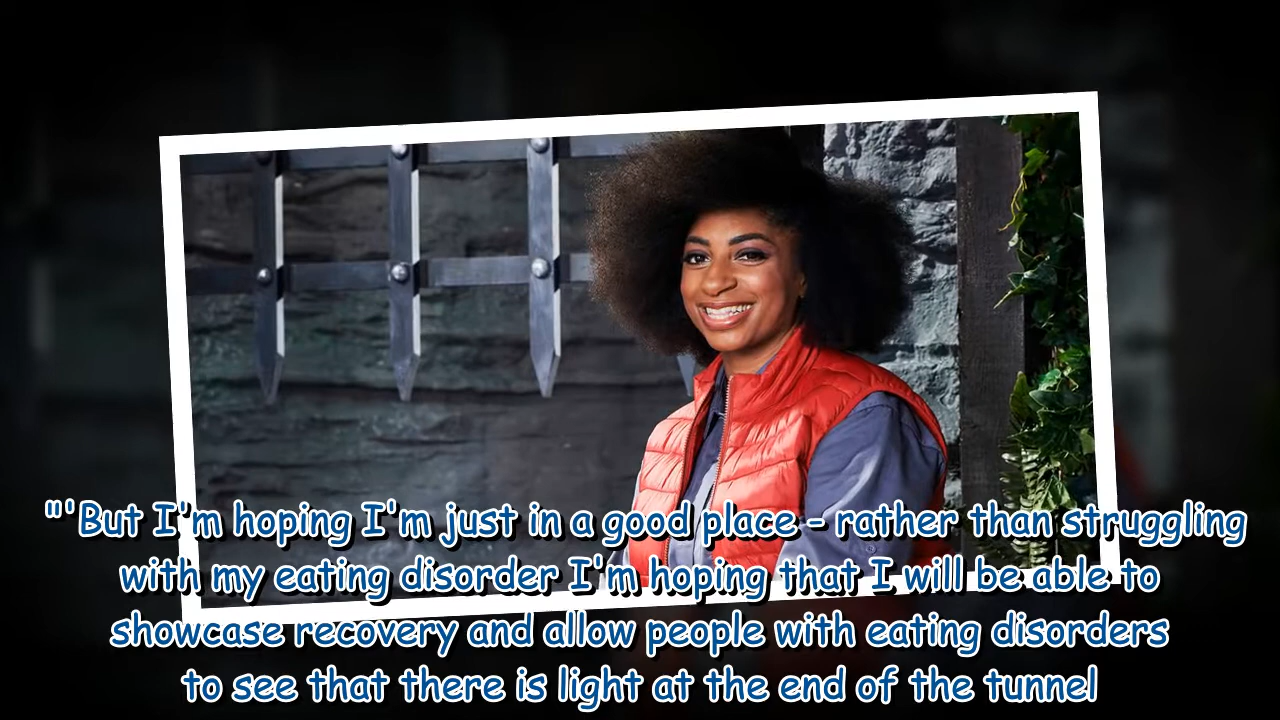 "'But I'm hoping I'm just in a good place - rather than struggling
with my eating disorder I'm hoping that I will be able to
showcase recovery and allow people with eating disorders
to see that there is light at the end of the tunnel